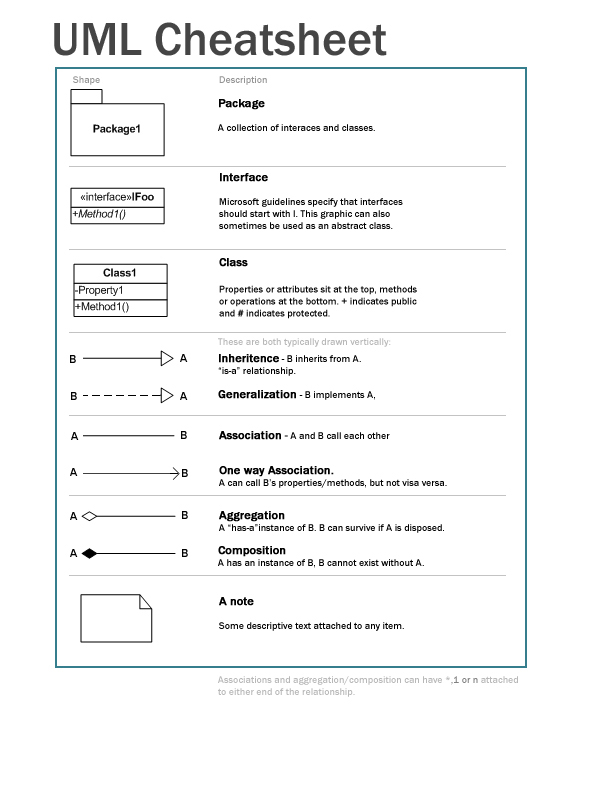 UML Cheatsheet
Shape Description
Package
Package1
A collection of interaces and classes.
Interface
«interface»IFoo
+Method1()
Microsoft guidelines specify that interfaces
should start with I. This graphic can also
sometimes be used as an abstract class.
Class
Class1
-Property1
+Method1()
Properties or attributes sit at the top, methods
or operations at the bottom. + indicates public
and # indicates protected.
These are both typically drawn vertically:
B A Inheritence - B inherits from A.
"is-a" relationship.
B A Generalization - B implements A,
A B Association - A and B call each other
A B One way Association.
A can call B's properties/methods, but not visa versa.
A B Aggregation
A "has-a"instance of B. B can survive if A is disposed.
A B Composition
A has an instance of B, B cannot exist without A.
A note
Some descriptive text attached to any item.
Associations and aggregation/composition can have *,1 or n attached
to either end of the relationship.